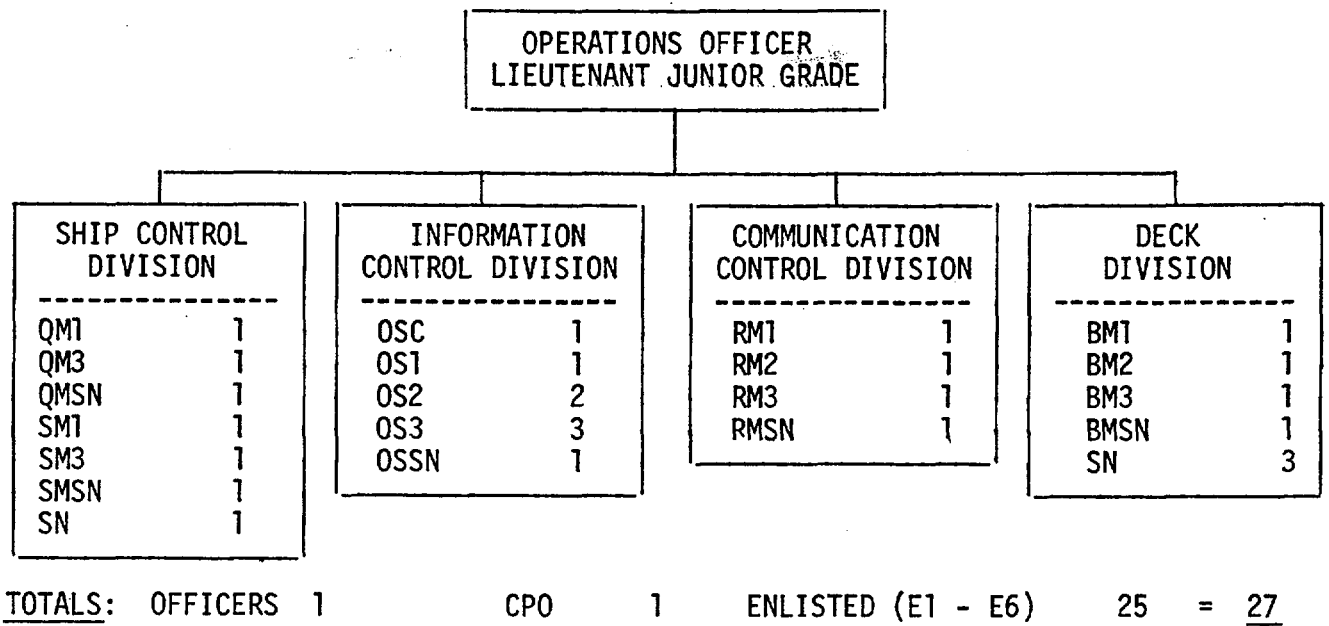 OPERATIONS OFFICER
LIEUTENANT JUNIOR GRADE
SHIP CONTROL
DIVISION
QM1 1
QM3 1
QMSN 1
SM1 1
SM3 1
SMSN 1
SN 1
INFORMATION
CONTROL DIVISION
OSC 1
OS1 1
OS2 2
OS3 3
OSSN 1
COMMUNICATION
CONTROL DIVISION
RM1 1
RM2 1
RM3 1
RMSN 1
DECK
DIVISION
BM1 1
BM2 1
BM3 1
BMSN 1
SN 3
TOTALS: OFFICERS 1 CPO 1 ENLISTED (E1 - E6) 25 = 27